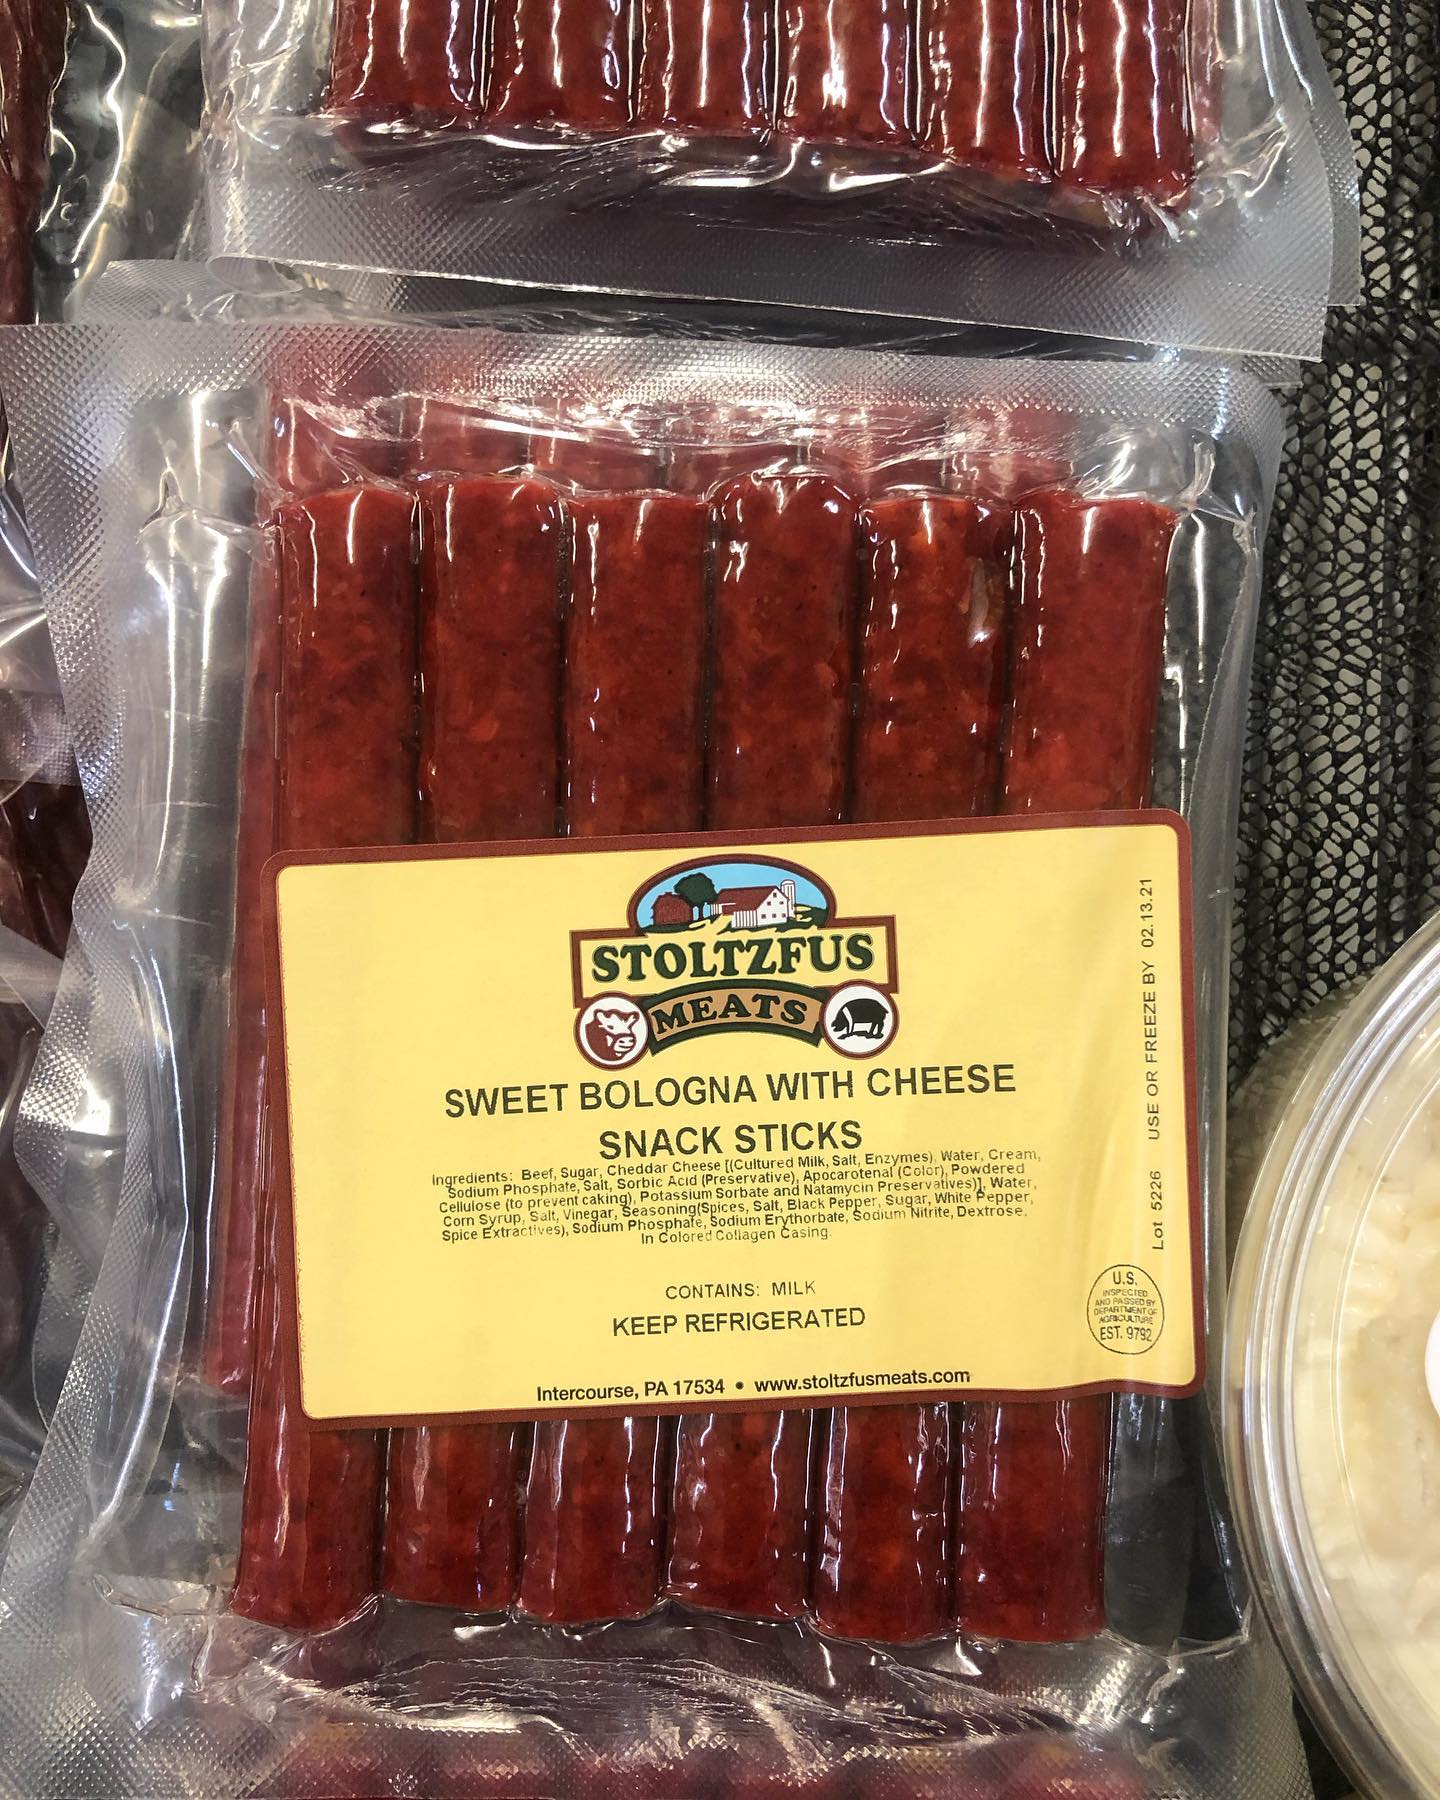 STOLTZFUS
MEATS
SWEET BOLOGNA WITH CHEESE
SNACK STICKS
Ingredients: Beef, Sugar, Cheddar Cheese [(Cultured Milk, Salt, Enzymes), Water, Cream,
Sodium Phosphate, Salt, Sorbic Acid (Preservative), Apocarotenal (Color), Powdered
Cellulose (to prevent caking), Potassium Sorbate and Natamycin Preservatives)], Water,
Corn Syrup, Salt, Vinegar, Seasoning(Spices, Salt, Black Pepper, Sugar, White Pepper,
Spice Extractives), Sodium Phosphate, Sodium Erythorbate, Sodium Nitrite, Dextrose.
In Colored Collagen Casing.
CONTAINS: MILK
KEEP REFRIGERATED
Intercourse, PA 17534 • www.stoltzfusmeats.com
Lot 5226 USE OR FREEZE BY 02.13.21
U.S.
INSPECTED
AND PASSED BY
DEPARTMENT OF
AGRICULTURE
EST. 9792